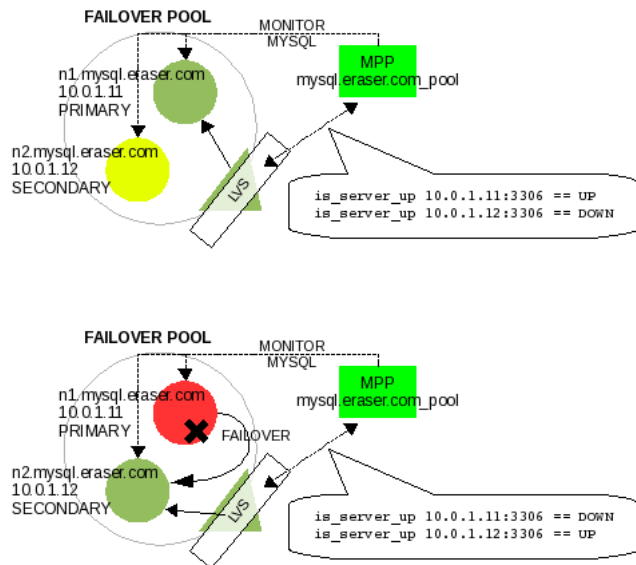 FAILOVER POOL
MONITOR
MYSQL
MPP
mysql.eraser.com_pool
n1.mysql.eraser.com
10.0.1.11
PRIMARY
n2.mysql.eraser.com
10.0.1.12
SECONDARY
LVS
is_server_up 10.0.1.11:3306 == UP
is_server_up 10.0.1.12:3306 == DOWN
FAILOVER POOL
MONITOR
MYSQL
MPP
mysql.eraser.com_pool
n1.mysql.eraser.com
10.0.1.11
PRIMARY
FAILOVER
n2.mysql.eraser.com
10.0.1.12
SECONDARY
LVS
is_server_up 10.0.1.11:3306 == DOWN
is_server_up 10.0.1.12:3306 == UP